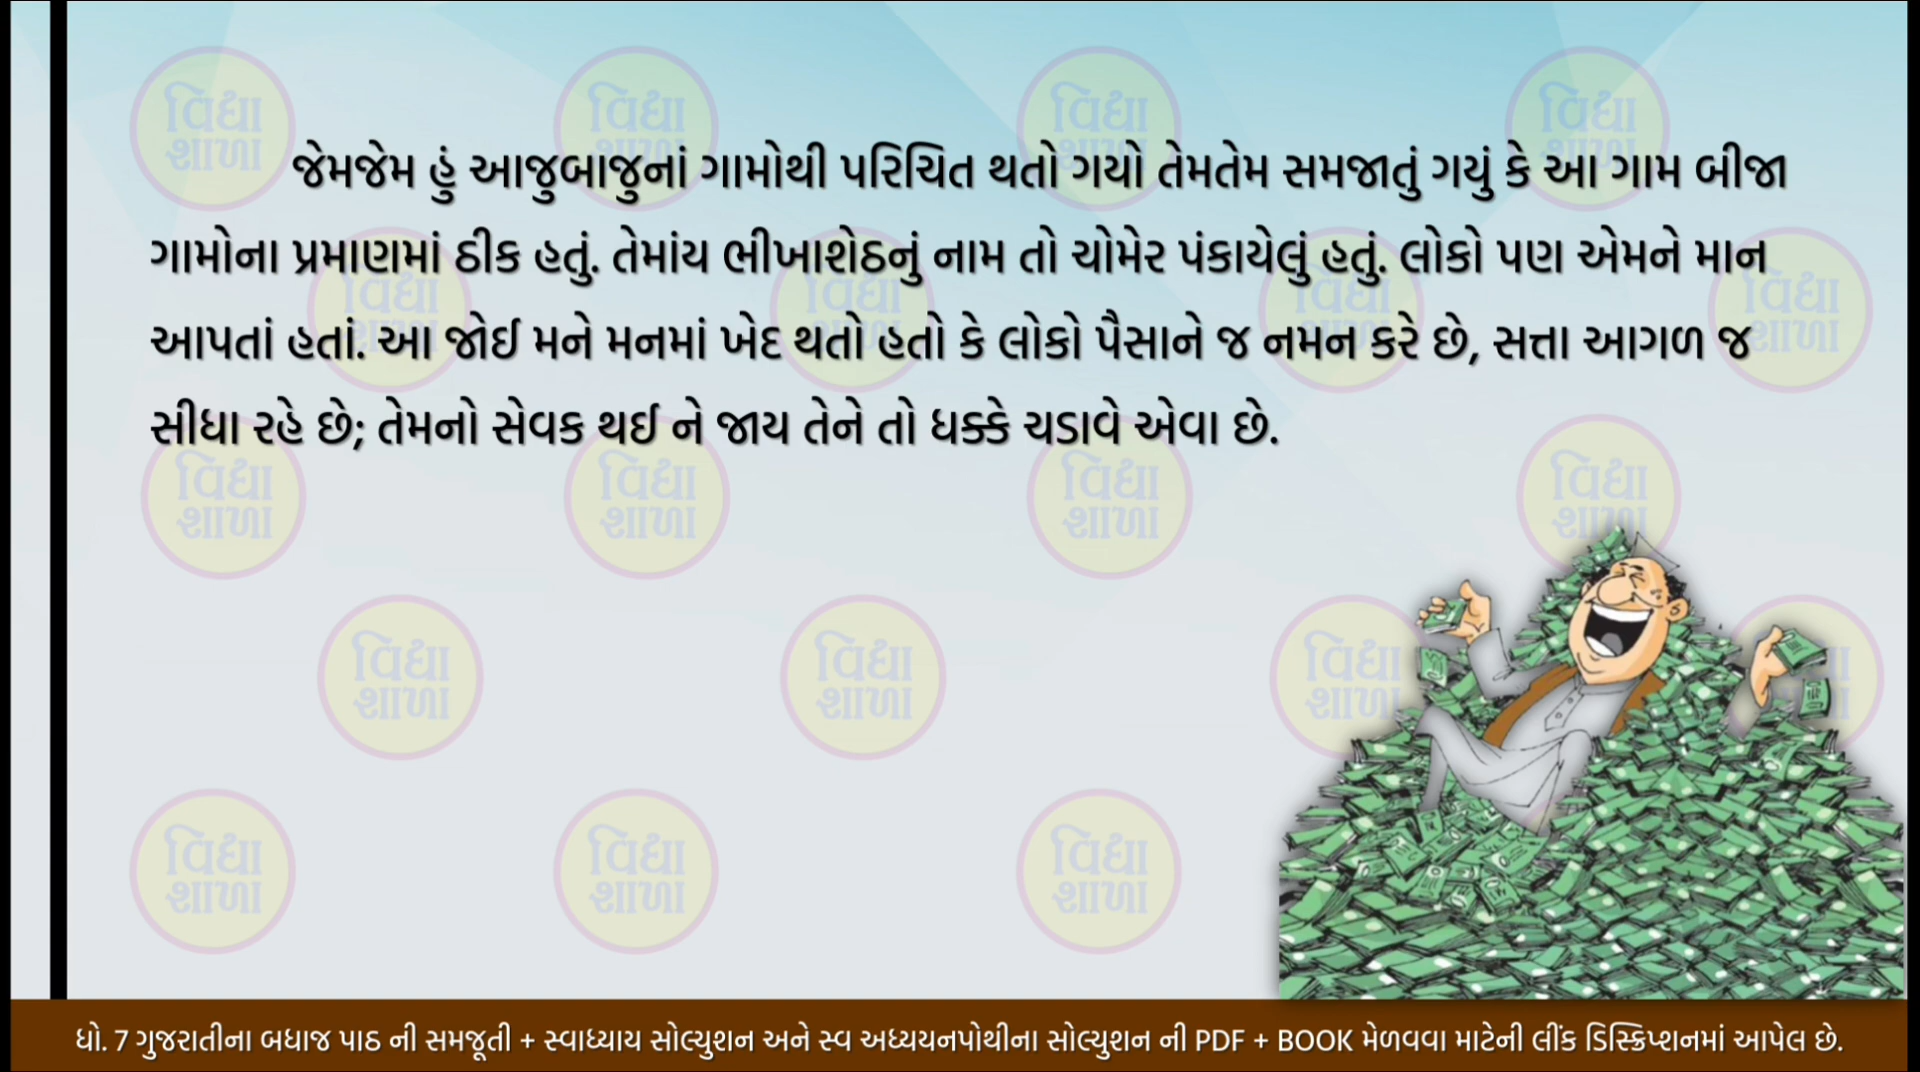 જેમજેમ હું આજુબાજુનાં ગામોથી પરિચિત થતો ગયો તેમતેમ સમજાતું ગયું કે આ ગામ બીજા
ગામોના પ્રમાણમાં ઠીક હતું. તેમાંય ભીખાશેઠનું નામ તો ચોમેર પંકાયેલું હતું. લોકો પણ એમને માન
આપતાં હતાં. આ જોઈ મને મનમાં ખેદ થતો હતો કે લોકો પૈસાને જ નમન કરે છે, સત્તા આગળ જ
સીધા રહે છે; તેમનો સેવક થઈ ને જાય તેને તો ધક્કે ચડાવે એવા છે.
વિદ્યા
શાળા
ધો. 7 ગુજરાતીના બધાજ પાઠ ની સમજૂતી + સ્વાધ્યાય સોલ્યુશન અને સ્વ અધ્યયનપોથીના સોલ્યુશન ની PDF + BOOK મેળવવા માટેની લીંક ડિસ્ક્રિપ્શનમાં આપેલ છે.